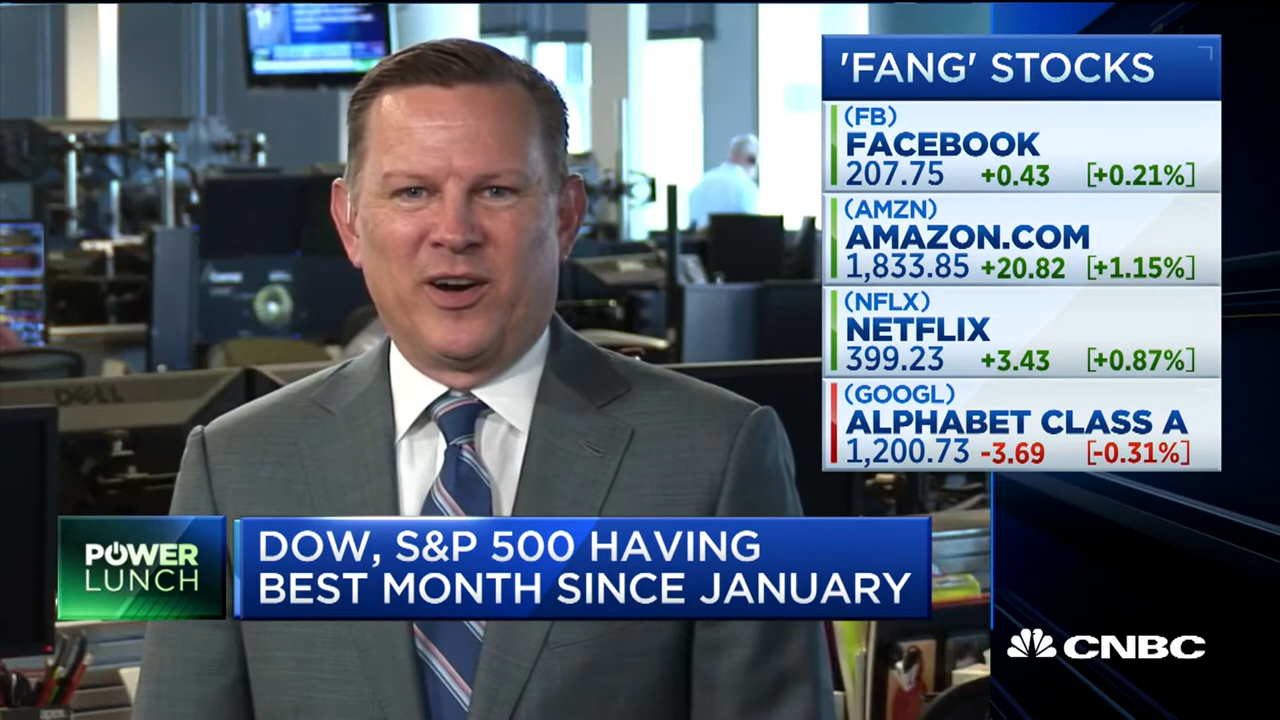 'FANG' STOCKS
(FB)
FACEBOOK
207.75 +0.43 [+0.21%]
(AMZN)
AMAZON.COM
1,833.85 +20.82 [+1.15%]
(NFLX)
NETFLIX
399.23 +3.43 [+0.87%]
(GOOGL)
ALPHABET CLASS A
1,200.73 -3.69 [-0.31%]
DELL
POWER
LUNCH
DOW, S&P 500 HAVING
BEST MONTH SINCE JANUARY
CNBC